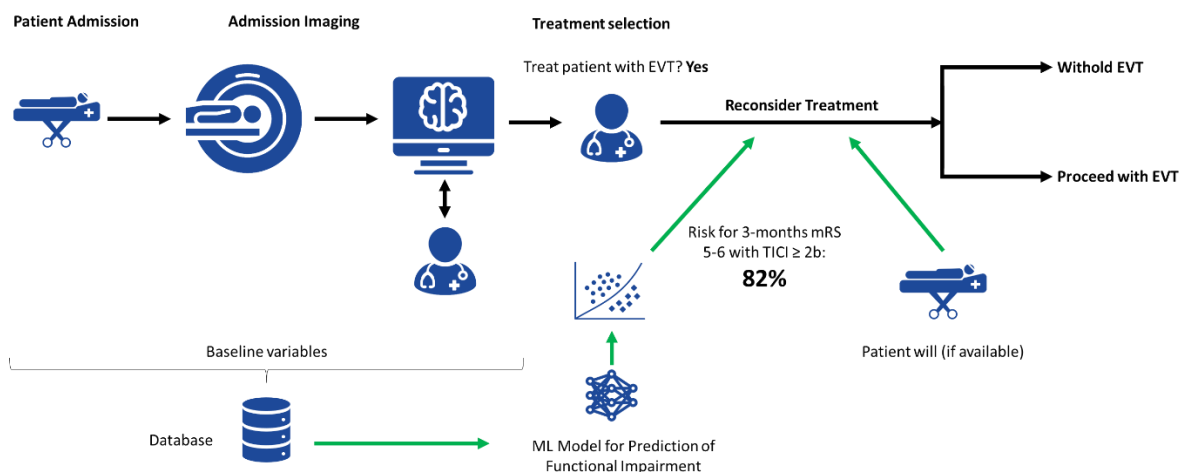 Patient Admission
Admission Imaging
Treatment selection
Treat patient with EVT? Yes
Withold EVT
Reconsider Treatment
Proceed with EVT
Risk for 3-months mRS
5-6 with TICI ≥ 2b:
82%
Baseline variables
Patient will (if available)
Database
ML Model for Prediction of
Functional Impairment